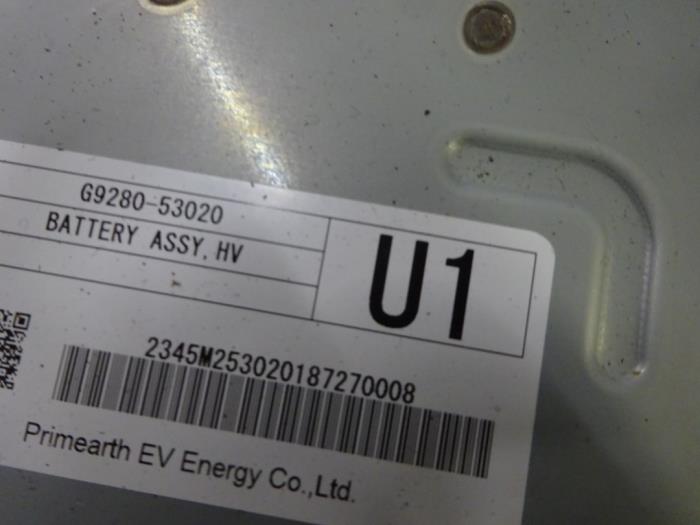 G9280-53020
BATTERY ASSY, HV
U1
2345M253020187270008
Primearth EV Energy Co.,Ltd.